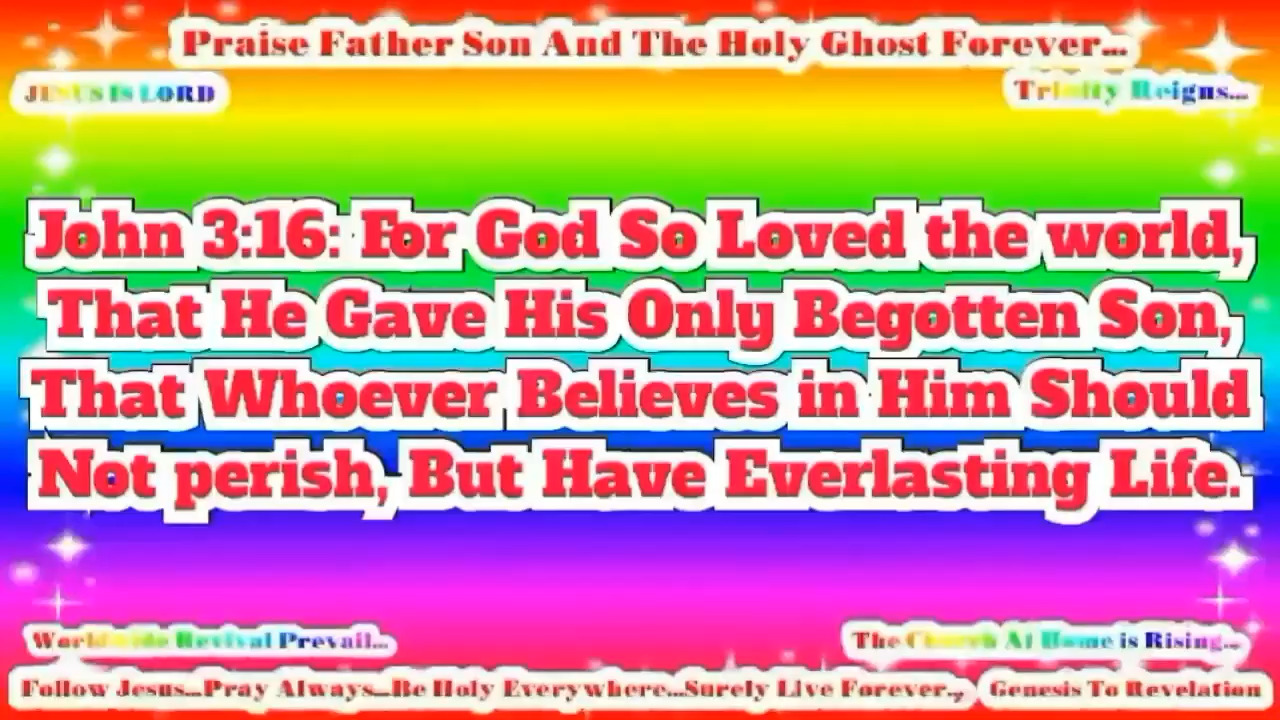 Praise Father Son And The Holy Ghost Forever...
JESUS IS LORD
Trinity Reigns...
John 3:16: For God So Loved the world,
That He Gave His Only Begotten Son,
That Whoever Believes in Him Should
Not perish, But Have Everlasting Life.
Worldwide Revival Prevail...
The Church At Home is Rising...
Follow Jesus...Pray Always...Be Holy Everywhere...Surely Live Forever..,
Genesis To Revelation